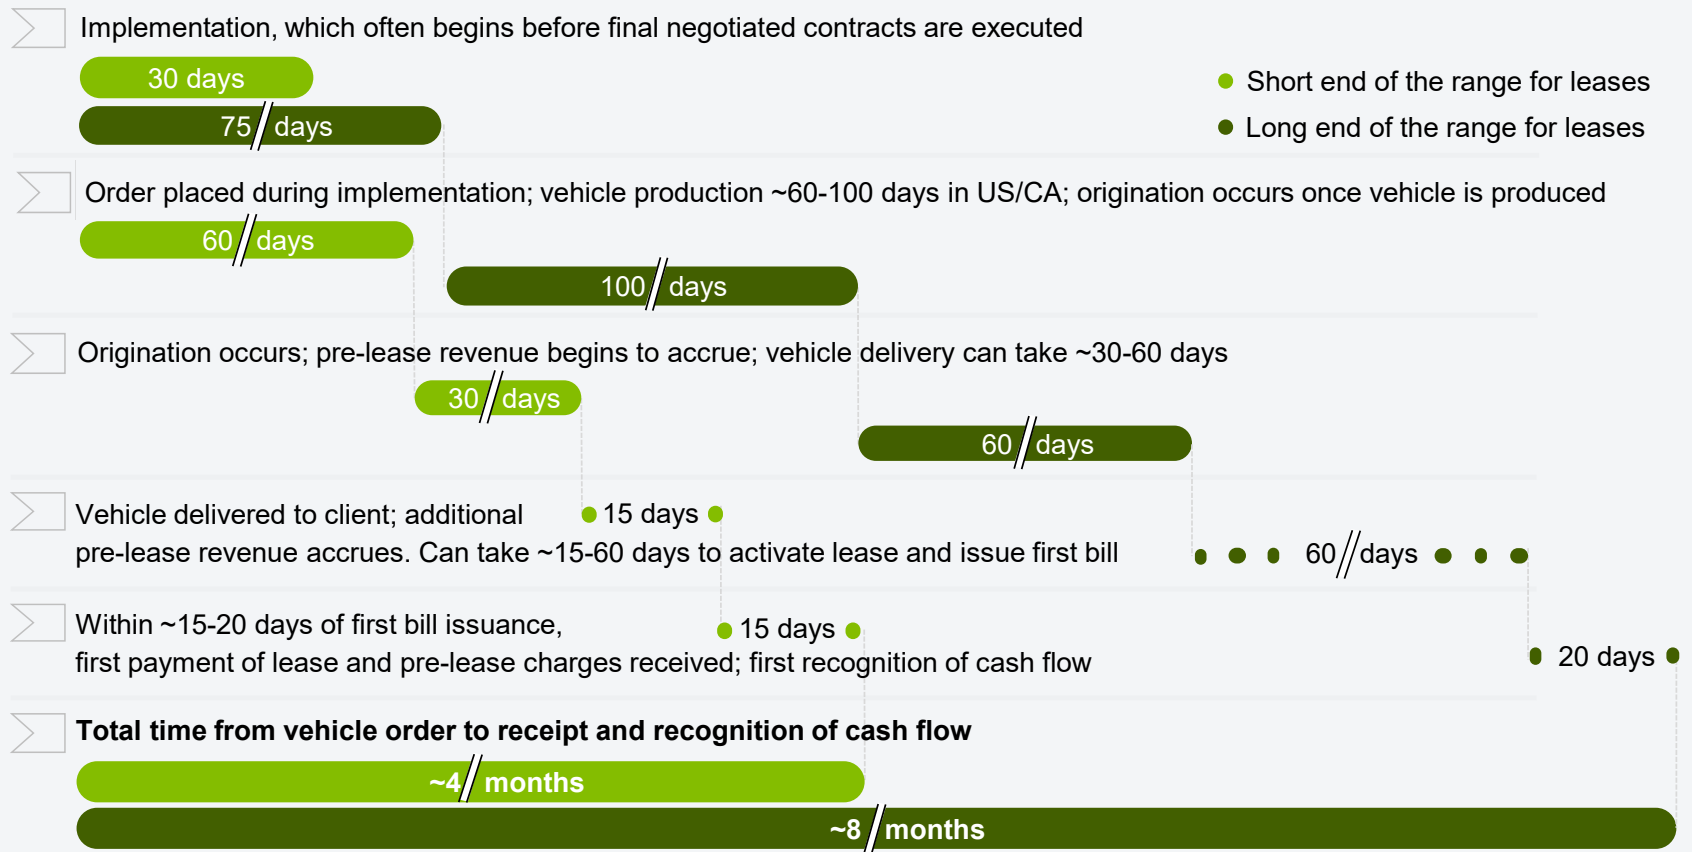 Implementation, which often begins before final negotiated contracts are executed
30 days
75 days
Short end of the range for leases
Long end of the range for leases
Order placed during implementation; vehicle production ~60-100 days in US/CA; origination occurs once vehicle is produced
60 days
100 days
Origination occurs; pre-lease revenue begins to accrue; vehicle delivery can take ~30-60 days
30 days
60 days
Vehicle delivered to client; additional
15 days
pre-lease revenue accrues. Can take ~15-60 days to activate lease and issue first bill
60 days
Within ~15-20 days of first bill issuance,
15 days
first payment of lease and pre-lease charges received; first recognition of cash flow
20 days
Total time from vehicle order to receipt and recognition of cash flow
~4 months
~8 months